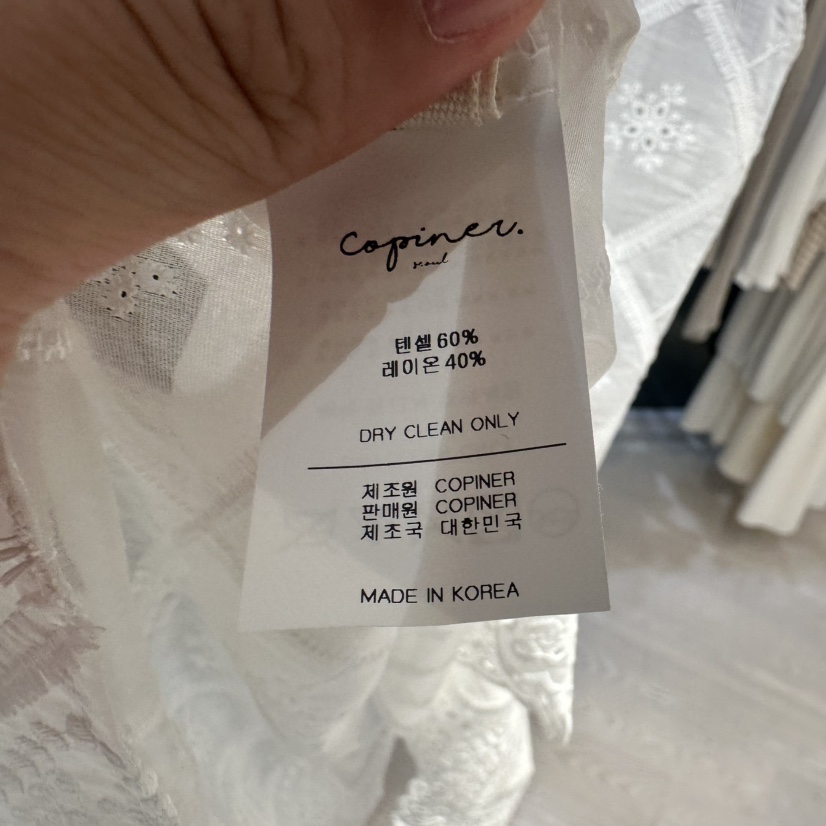 Copiner.
Seoul
텐셀 60%
레이온 40%
DRY CLEAN ONLY
제조원 COPINER
판매원 COPINER
제조국 대한민국
MADE IN KOREA